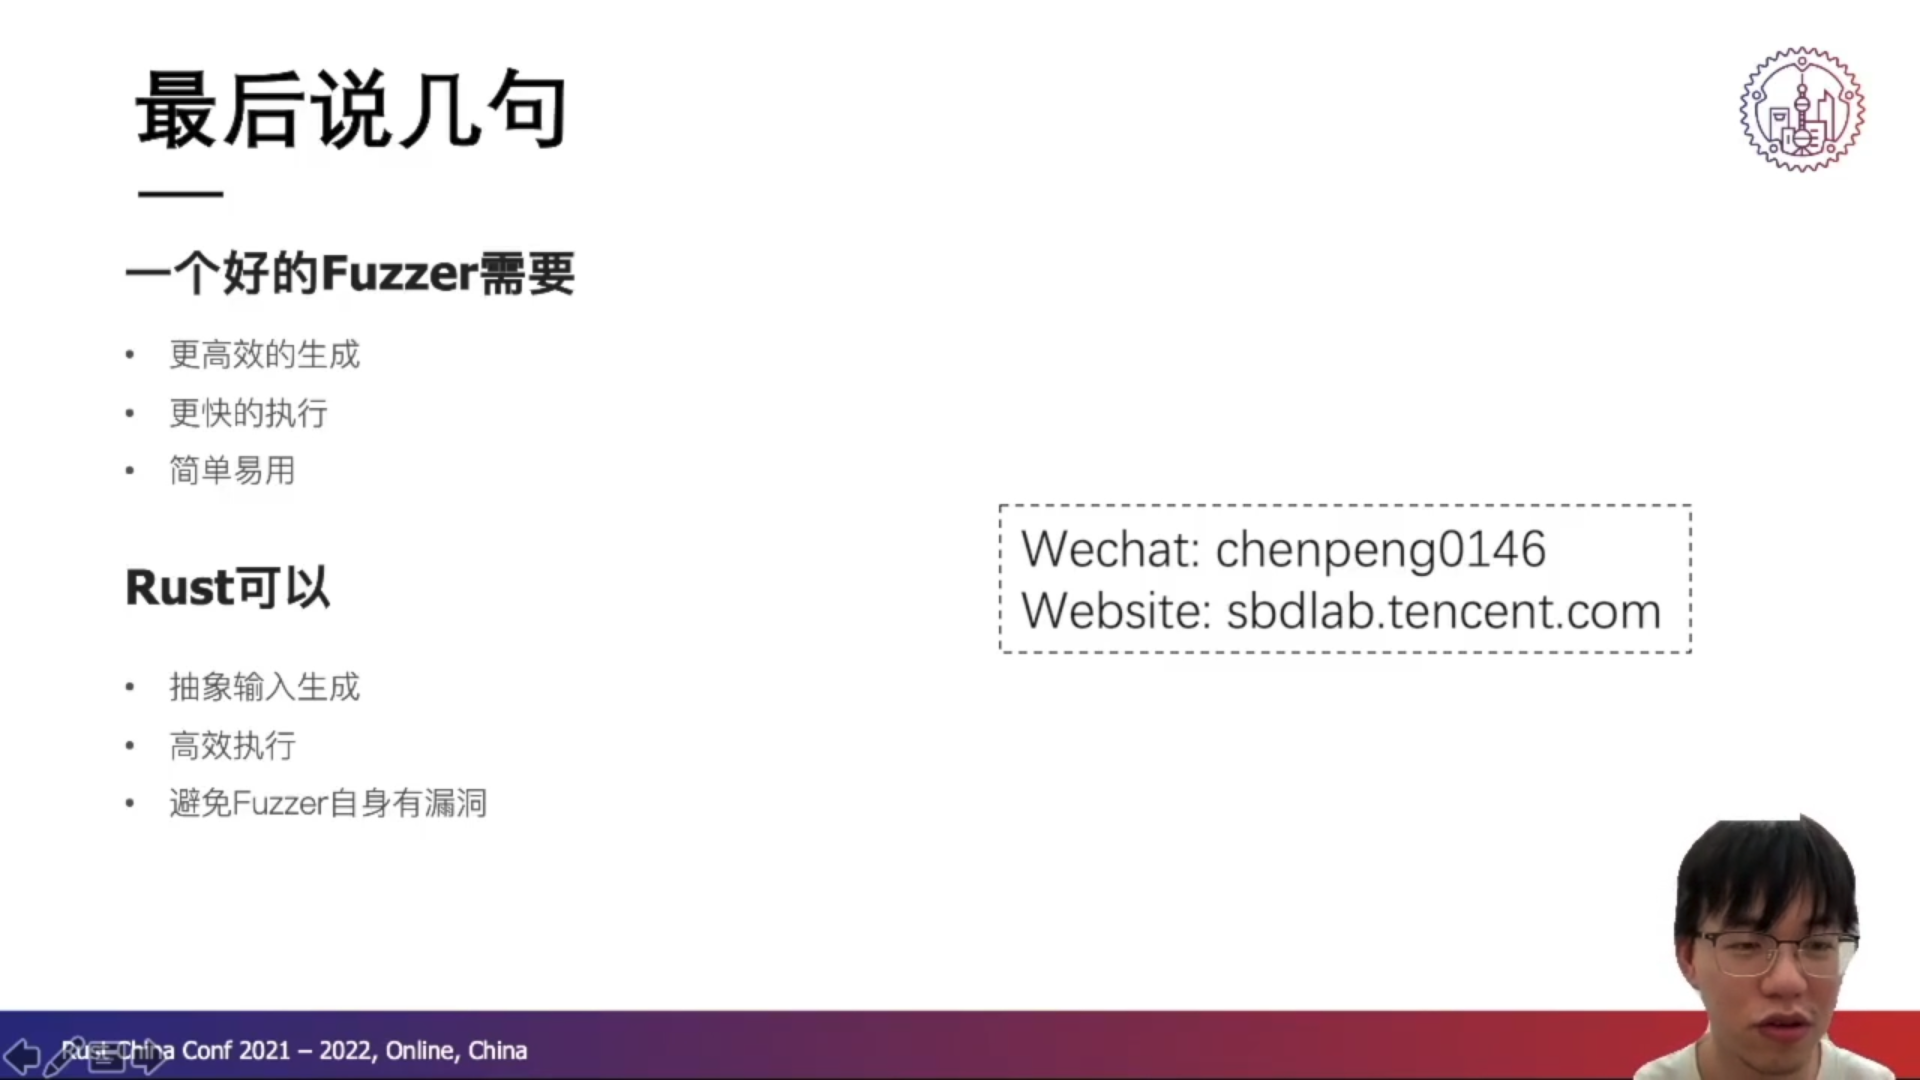 最后说几句
一个好的Fuzzer需要
• 更高效的生成
• 更快的执行
• 简单易用
Rust可以
• 抽象输入生成
• 高效执行
• 避免Fuzzer自身有漏洞
Wechat: chenpeng0146
Website: sbdlab.tencent.com
Rust China Conf 2021 – 2022, Online, China